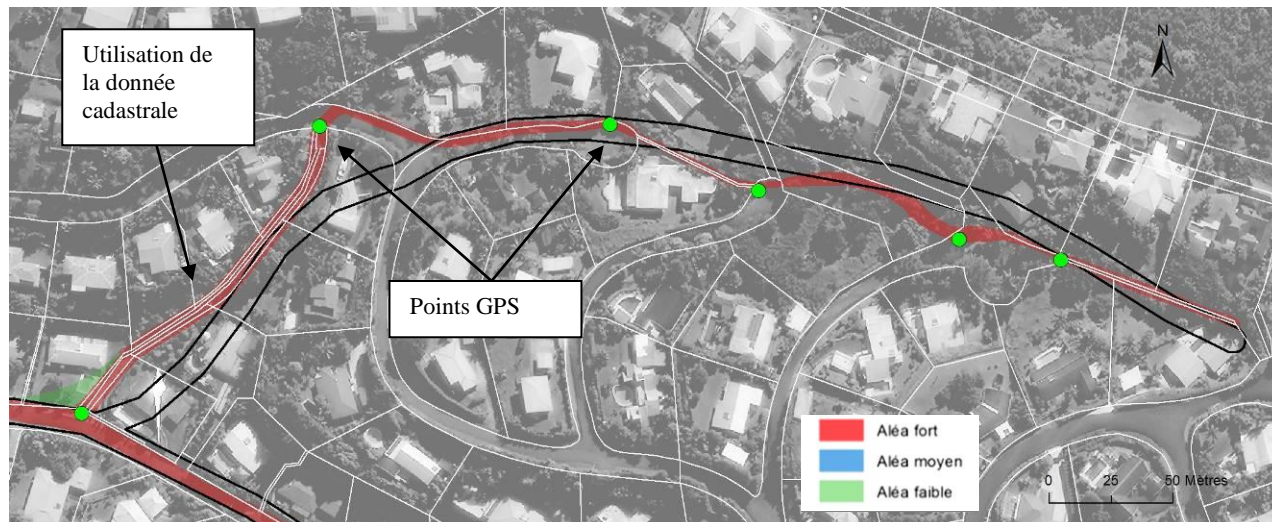 Utilisation de
la donnée
cadastrale
N
Points GPS
Aléa fort
Aléa moyen
Aléa faible
0 25 50 Mètres